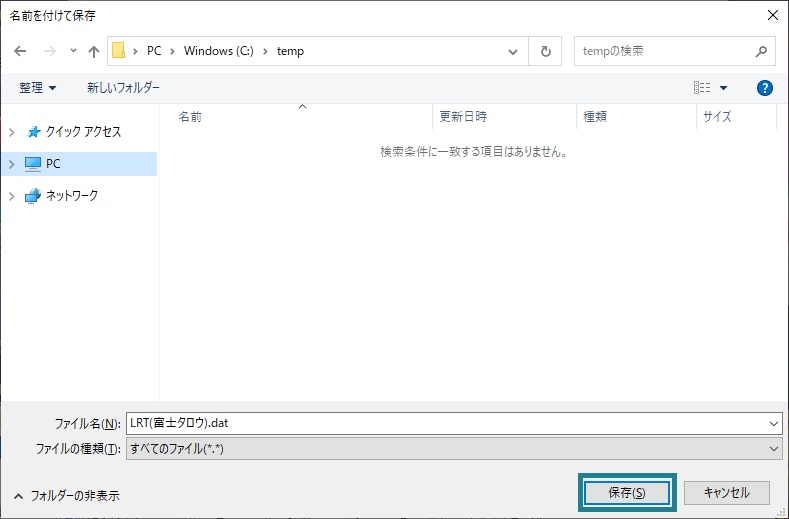 名前を付けて保存
PC > Windows (C:) > temp
tempの検索
整理
新しいフォルダー
名前
更新日時
種類
サイズ
検索条件に一致する項目はありません。
クイック アクセス
PC
ネットワーク
ファイル名(N):
LRT(富士タロウ).dat
ファイルの種類(T):
すべてのファイル(*.*)
フォルダーの非表示
保存(S)
キャンセル